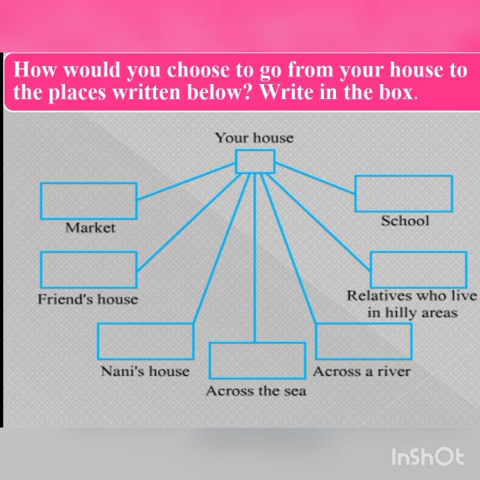 How would you choose to go from your house to
the places written below? Write in the box.
Your house
Market
School
Friend's house
Relatives who live
in hilly areas
Nani's house
Across a river
Across the sea
InShOt